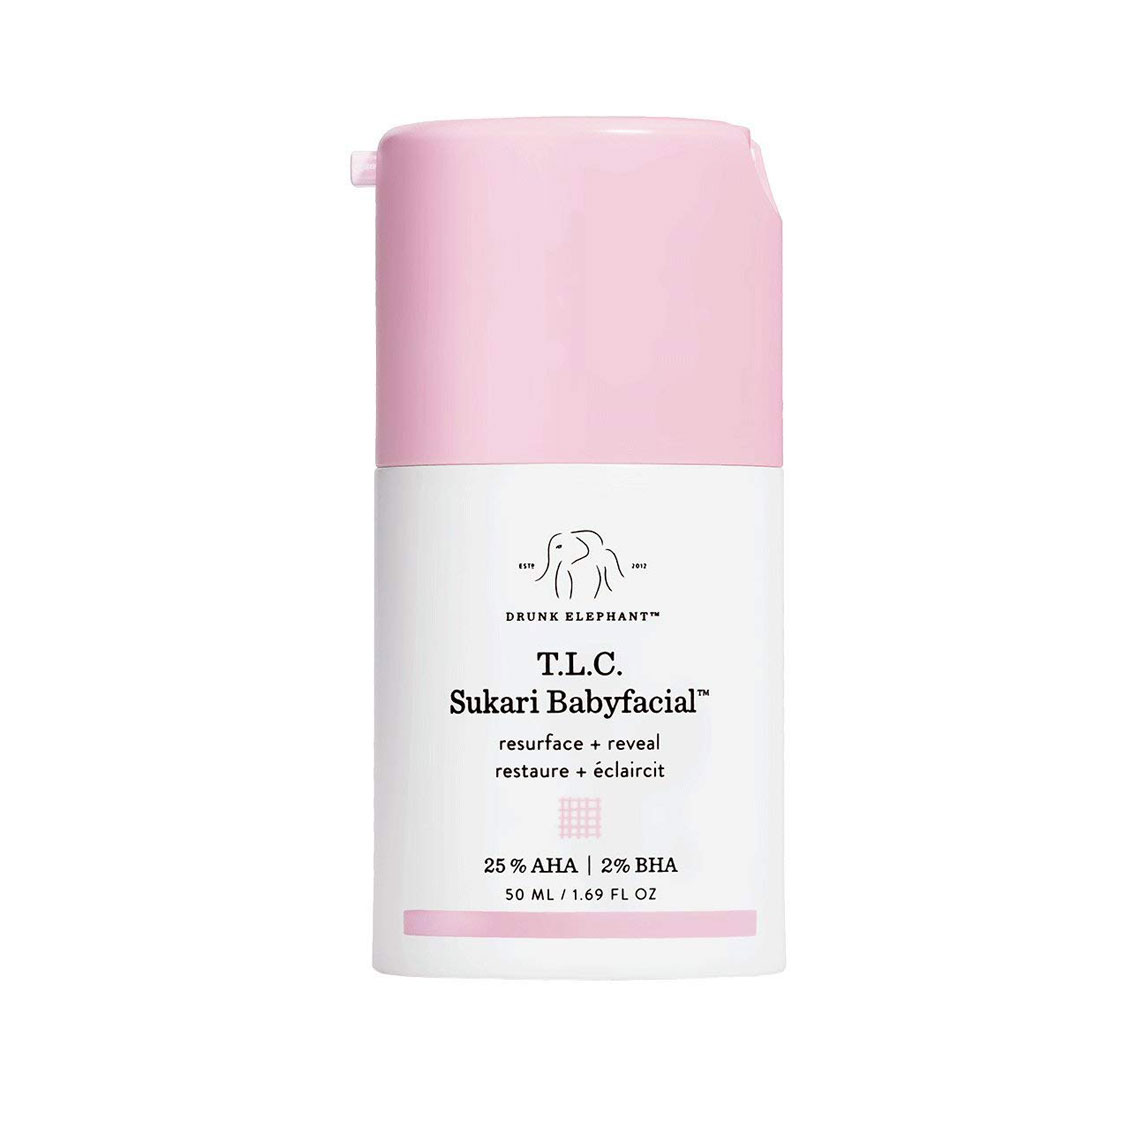 ESTD 2012
DRUNK ELEPHANT™
T.L.C.
Sukari Babyfacial™
resurface + reveal
restaure + éclaircit
25 % AHA | 2% BHA
50 ML / 1.69 FL OZ